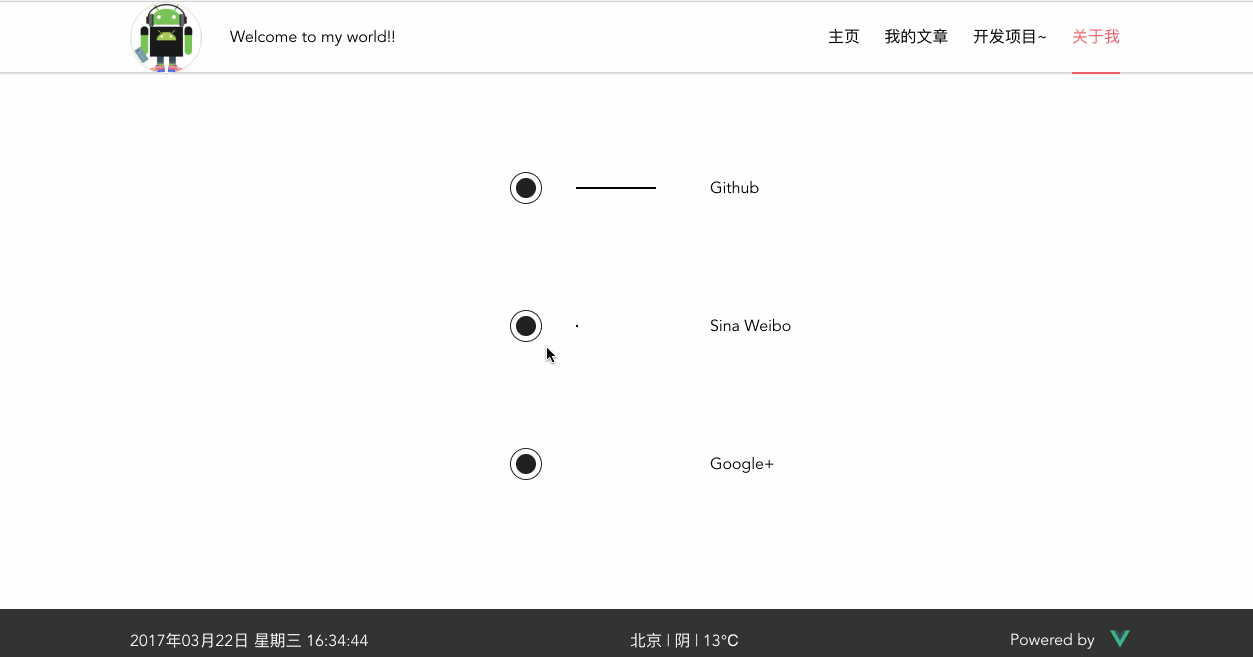 Welcome to my world!! 主页 我的文章 开发项目~ 关于我
Github
Sina Weibo
Google+
2017年03月22日 星期三 16:34:44 北京 | 阴 | 13°C Powered by